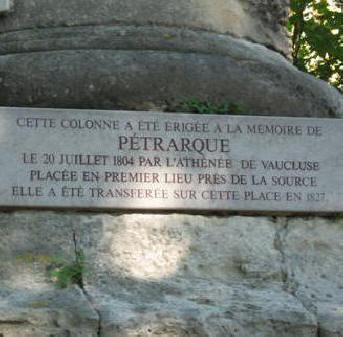 CETTE COLONNE A ÉTÉ ÉRIGÉE A LA MÉMOIRE DE
PÉTRARQUE
LE 20 JUILLET 1804 PAR L'ATHÉNÉE DE VAUCLUSE
PLACÉE EN PREMIER LIEU PRÈS DE LA SOURCE
ELLE A ÉTÉ TRANSFÉRÉE SUR CETTE PLACE EN 1827